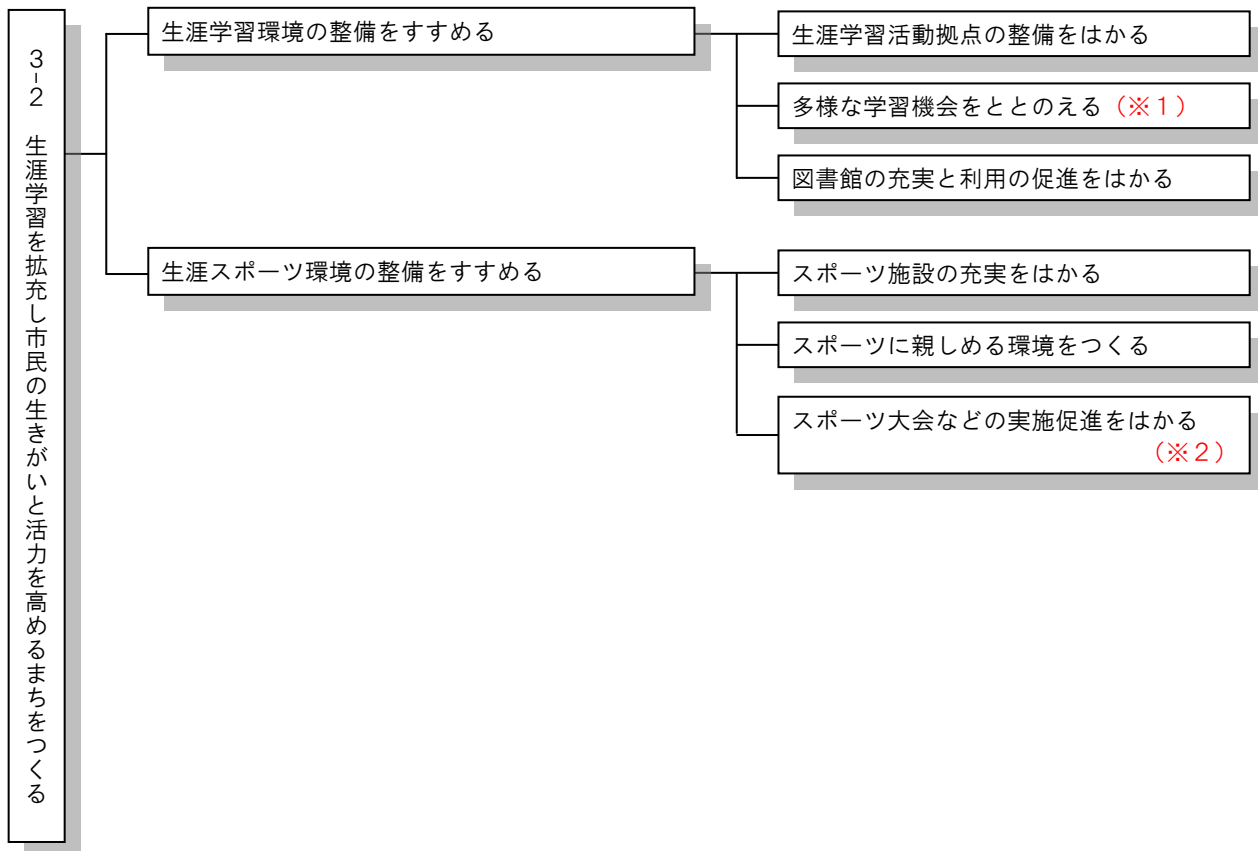 3-2 生涯学習を拡充し市民の生きがいと活力を高めるまちをつくる
生涯学習環境の整備をすすめる
生涯学習活動拠点の整備をはかる
多様な学習機会をととのえる（※１）
図書館の充実と利用の促進をはかる
生涯スポーツ環境の整備をすすめる
スポーツ施設の充実をはかる
スポーツに親しめる環境をつくる
スポーツ大会などの実施促進をはかる
（※２）